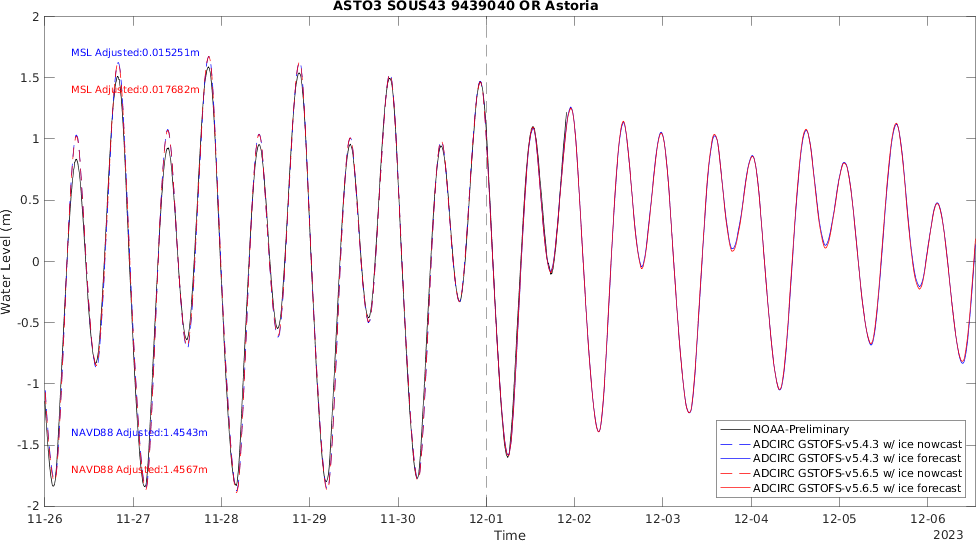 ASTO3 SOUS43 9439040 OR Astoria
2
1.5
1
0.5
0
-0.5
-1
-1.5
-2
Water Level (m)
MSL Adjusted:0.015251m
MSL Adjusted:0.017682m
NAVD88 Adjusted:1.4543m
NAVD88 Adjusted:1.4567m
NOAA-Preliminary
ADCIRC GSTOFS-v5.4.3 w/ ice nowcast
ADCIRC GSTOFS-v5.4.3 w/ ice forecast
ADCIRC GSTOFS-v5.6.5 w/ ice nowcast
ADCIRC GSTOFS-v5.6.5 w/ ice forecast
11-26 11-27 11-28 11-29 11-30 12-01 12-02 12-03 12-04 12-05 12-06
Time
2023